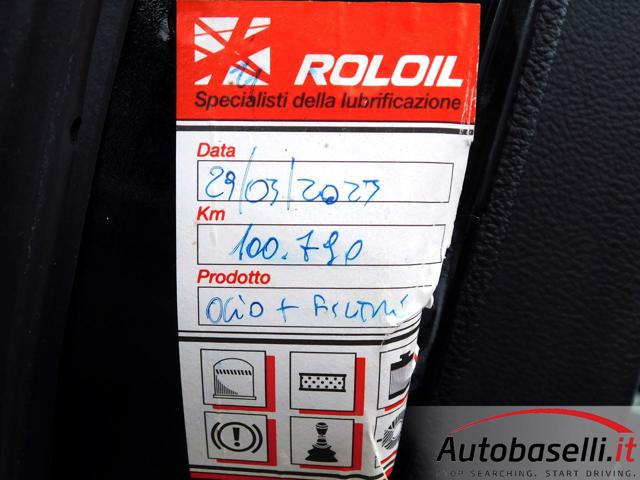 ROLOIL
Specialisti della lubrificazione
Data
29/03/2023
Km
100.790
Prodotto
OLIO + FILTRI
Autobaselli.it
STOP SEARCHING. START DRIVING.